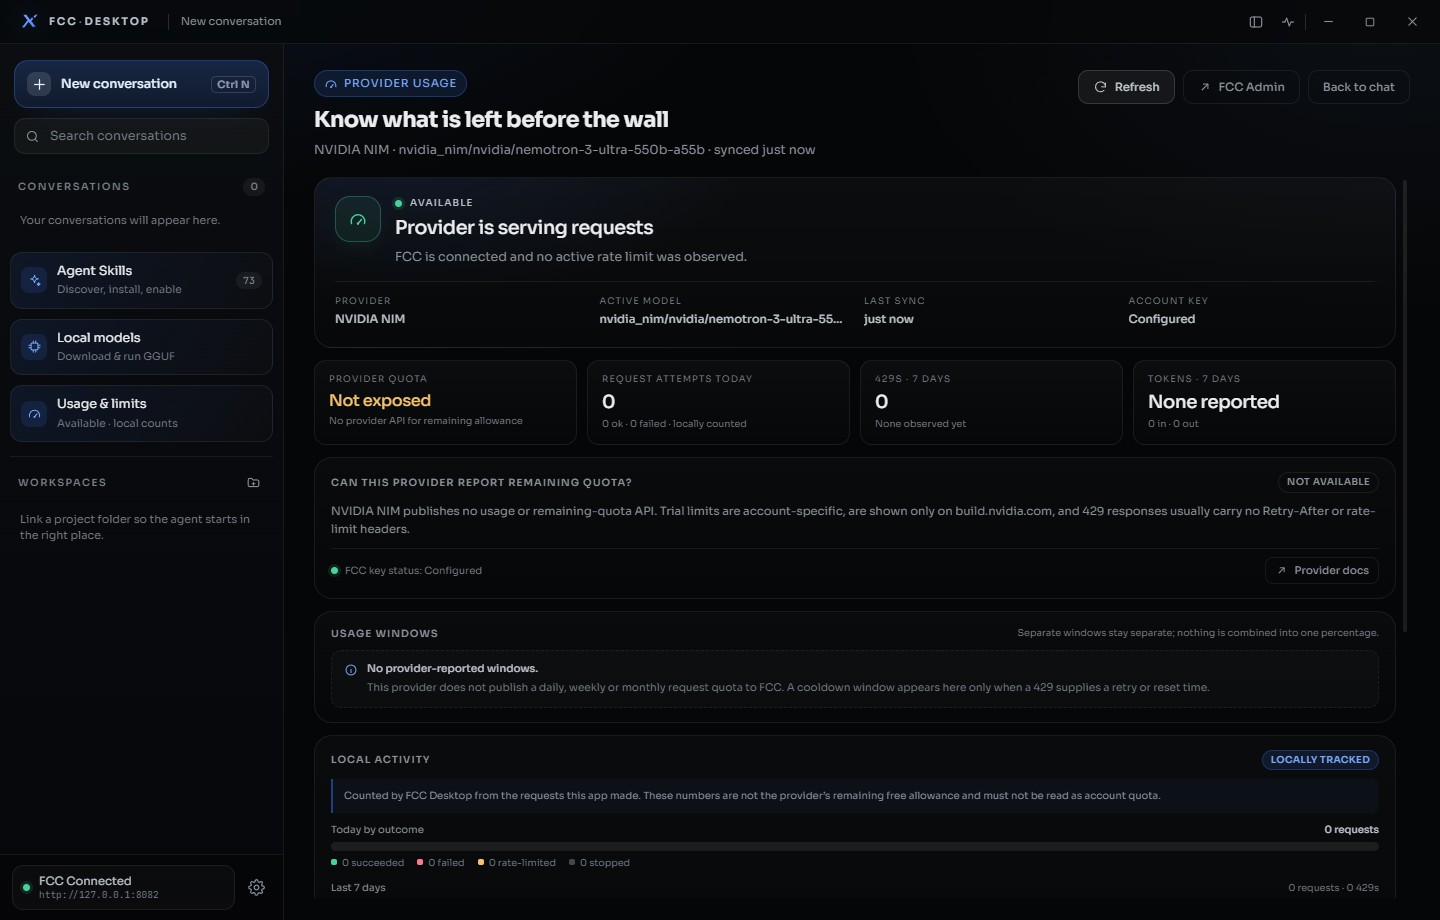 FCC·DESKTOP
New conversation
New conversation
Ctrl N
Search conversations
CONVERSATIONS
0
Your conversations will appear here.
Agent Skills
Discover, install, enable
73
Local models
Download & run GGUF
Usage & limits
Available · local counts
WORKSPACES
Link a project folder so the agent starts in
the right place.
FCC Connected
http://127.0.0.1:8082
PROVIDER USAGE
Refresh
FCC Admin
Back to chat
Know what is left before the wall
NVIDIA NIM · nvidia_nim/nvidia/nemotron-3-ultra-550b-a55b · synced just now
AVAILABLE
Provider is serving requests
FCC is connected and no active rate limit was observed.
PROVIDER
NVIDIA NIM
ACTIVE MODEL
nvidia_nim/nvidia/nemotron-3-ultra-55...
LAST SYNC
just now
ACCOUNT KEY
Configured
PROVIDER QUOTA
Not exposed
No provider API for remaining allowance
REQUEST ATTEMPTS TODAY
0
0 ok · 0 failed · locally counted
429S · 7 DAYS
0
None observed yet
TOKENS · 7 DAYS
None reported
0 in · 0 out
CAN THIS PROVIDER REPORT REMAINING QUOTA?
NOT AVAILABLE
NVIDIA NIM publishes no usage or remaining-quota API. Trial limits are account-specific, are shown only on build.nvidia.com, and 429 responses usually carry no Retry-After or rate-
limit headers.
FCC key status: Configured
Provider docs
USAGE WINDOWS
Separate windows stay separate; nothing is combined into one percentage.
No provider-reported windows.
This provider does not publish a daily, weekly or monthly request quota to FCC. A cooldown window appears here only when a 429 supplies a retry or reset time.
LOCAL ACTIVITY
LOCALLY TRACKED
Counted by FCC Desktop from the requests this app made. These numbers are not the provider's remaining free allowance and must not be read as account quota.
Today by outcome
0 requests
0 succeeded
0 failed
0 rate-limited
0 stopped
Last 7 days
0 requests · 0 429s